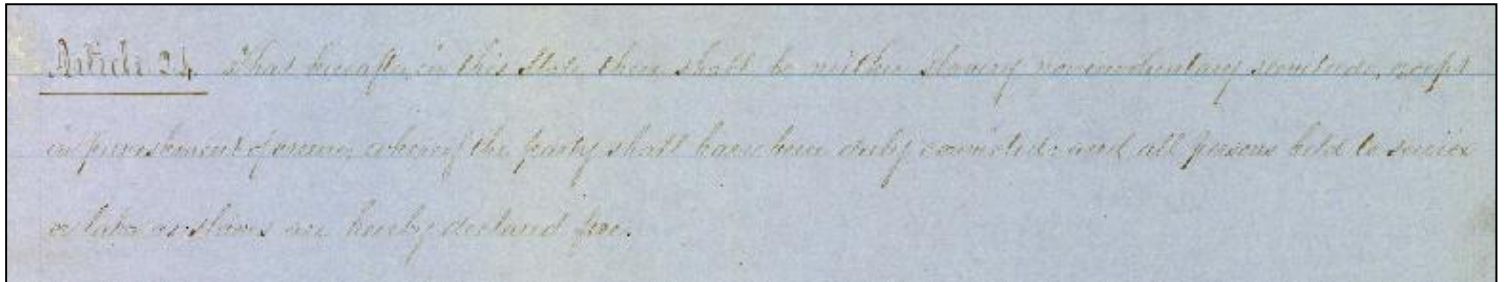 Article 24. That hereafter, in this State there shall be neither slavery nor involuntary servitude, except
in punishment of crime, whereof the party shall have been duly convicted: and all persons held to service
or labor as slaves are hereby declared free.